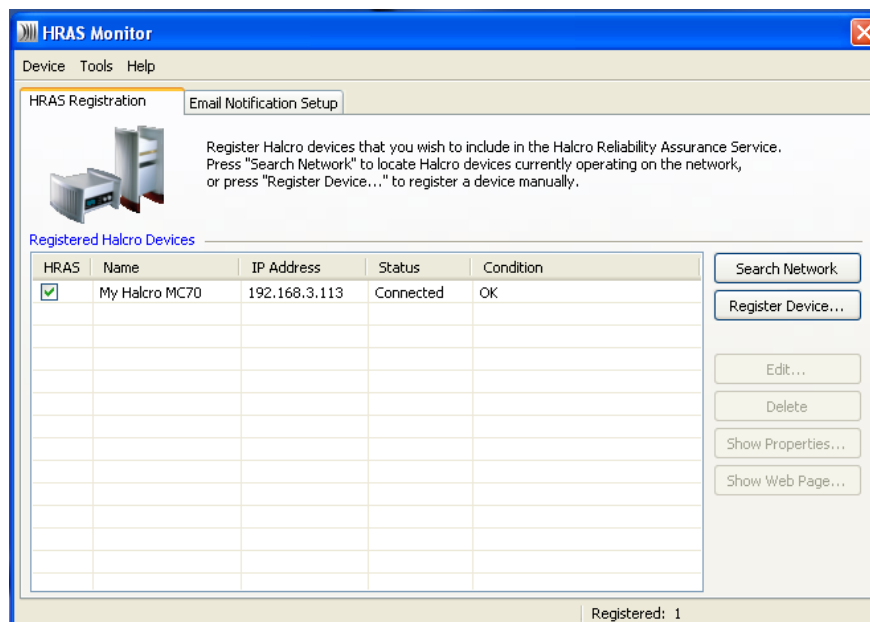 HRAS Monitor
Device Tools Help
HRAS Registration Email Notification Setup
Register Halcro devices that you wish to include in the Halcro Reliability Assurance Service.
Press "Search Network" to locate Halcro devices currently operating on the network,
or press "Register Device..." to register a device manually.
Registered Halcro Devices
HRAS Name IP Address Status Condition
My Halcro MC70 192.168.3.113 Connected OK
Search Network
Register Device...
Edit...
Delete
Show Properties...
Show Web Page...
Registered: 1